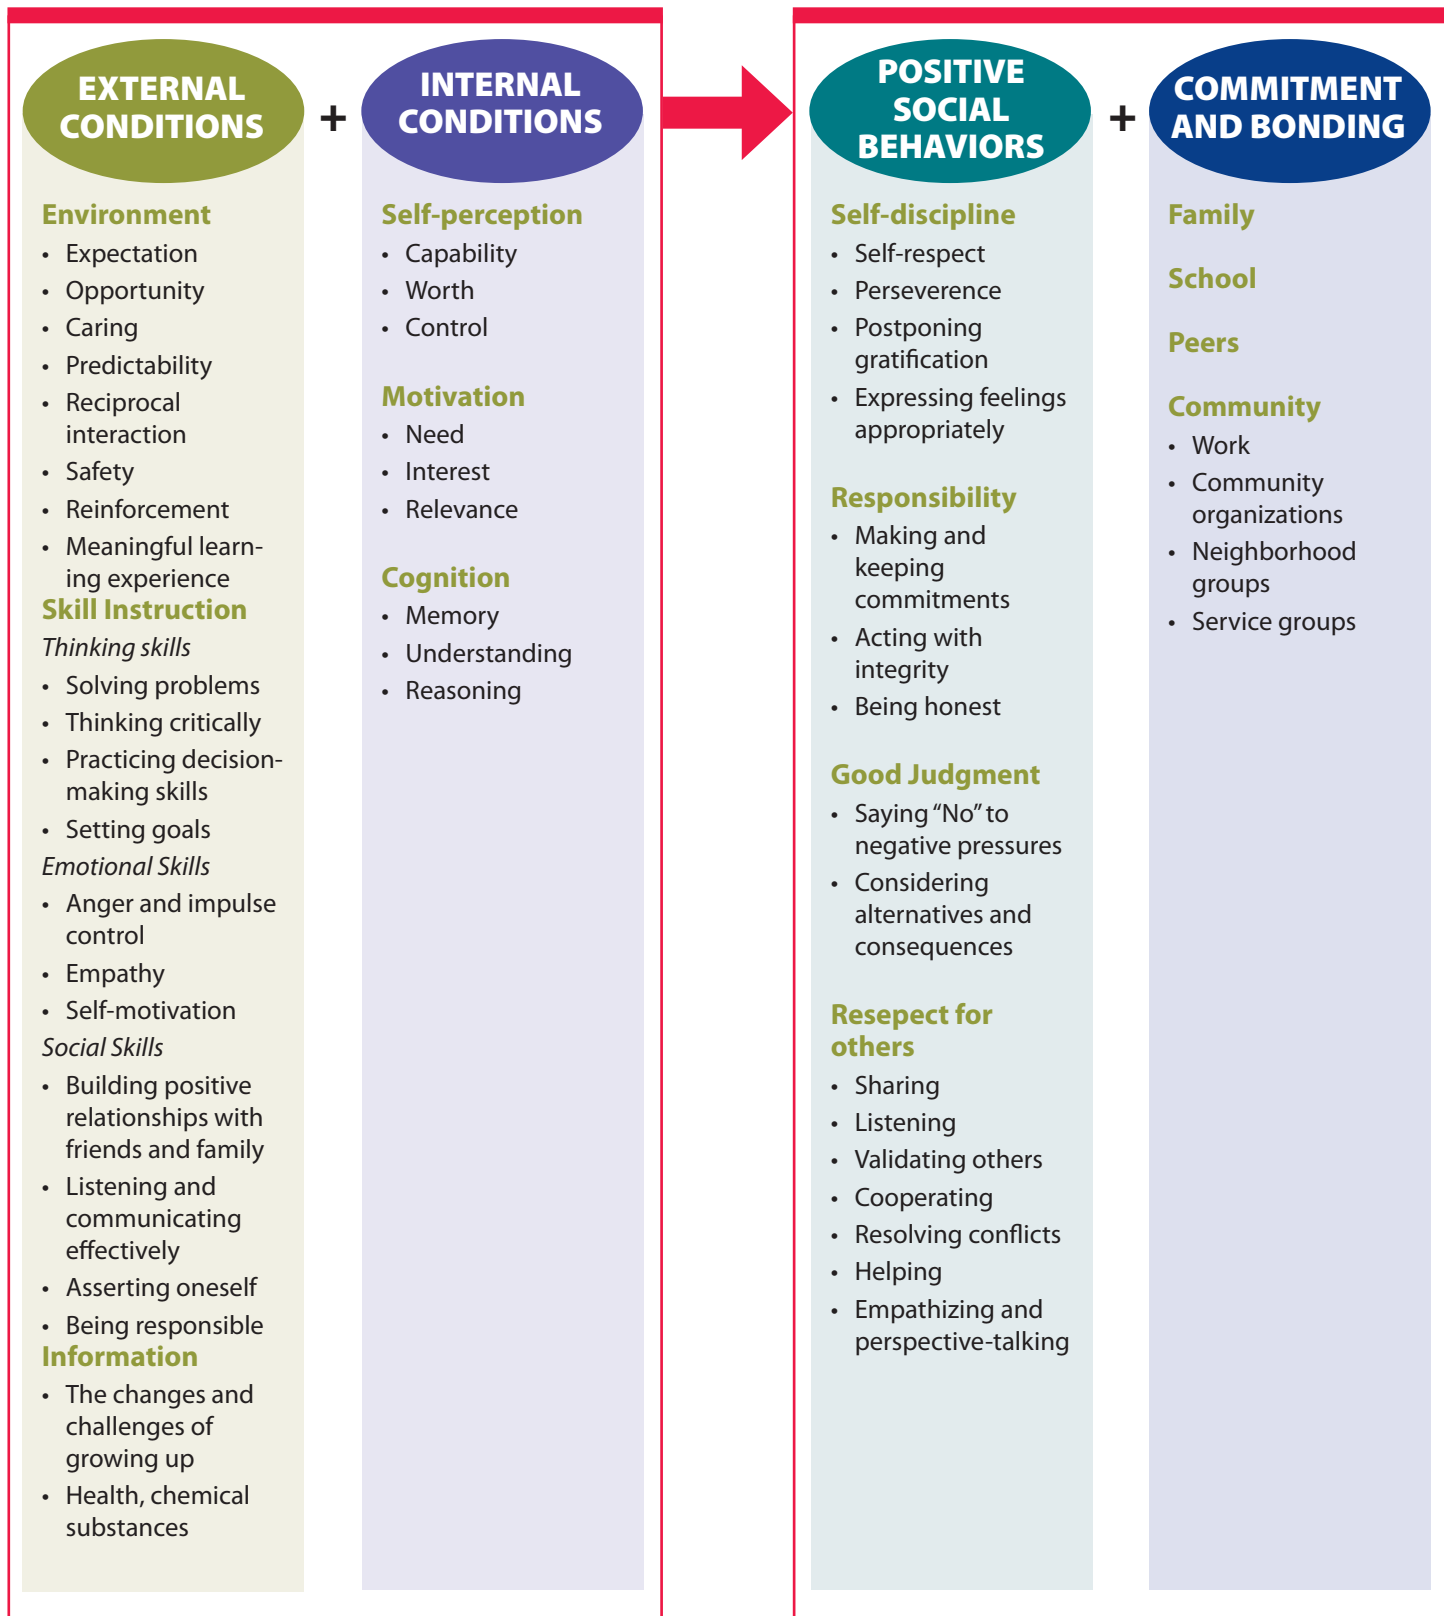 EXTERNAL
CONDITIONS
Environment
• Expectation
• Opportunity
• Caring
• Predictability
• Reciprocal
interaction
• Safety
• Reinforcement
• Meaningful learn-
ing experience
Skill Instruction
Thinking skills
• Solving problems
• Thinking critically
• Practicing decision-
making skills
• Setting goals
Emotional Skills
• Anger and impulse
control
• Empathy
• Self-motivation
Social Skills
• Building positive
relationships with
friends and family
• Listening and
communicating
effectively
• Asserting oneself
• Being responsible
Information
• The changes and
challenges of
growing up
• Health, chemical
substances
+
INTERNAL
CONDITIONS
Self-perception
• Capability
• Worth
• Control
Motivation
• Need
• Interest
• Relevance
Cognition
• Memory
• Understanding
• Reasoning
POSITIVE
SOCIAL
BEHAVIORS
Self-discipline
• Self-respect
• Perseverence
• Postponing
gratification
• Expressing feelings
appropriately
Responsibility
• Making and
keeping
commitments
• Acting with
integrity
• Being honest
Good Judgment
• Saying “No” to
negative pressures
• Considering
alternatives and
consequences
Resepect for
others
• Sharing
• Listening
• Validating others
• Cooperating
• Resolving conflicts
• Helping
• Empathizing and
perspective-talking
+
COMMITMENT
AND BONDING
Family
School
Peers
Community
• Work
• Community
organizations
• Neighborhood
groups
• Service groups